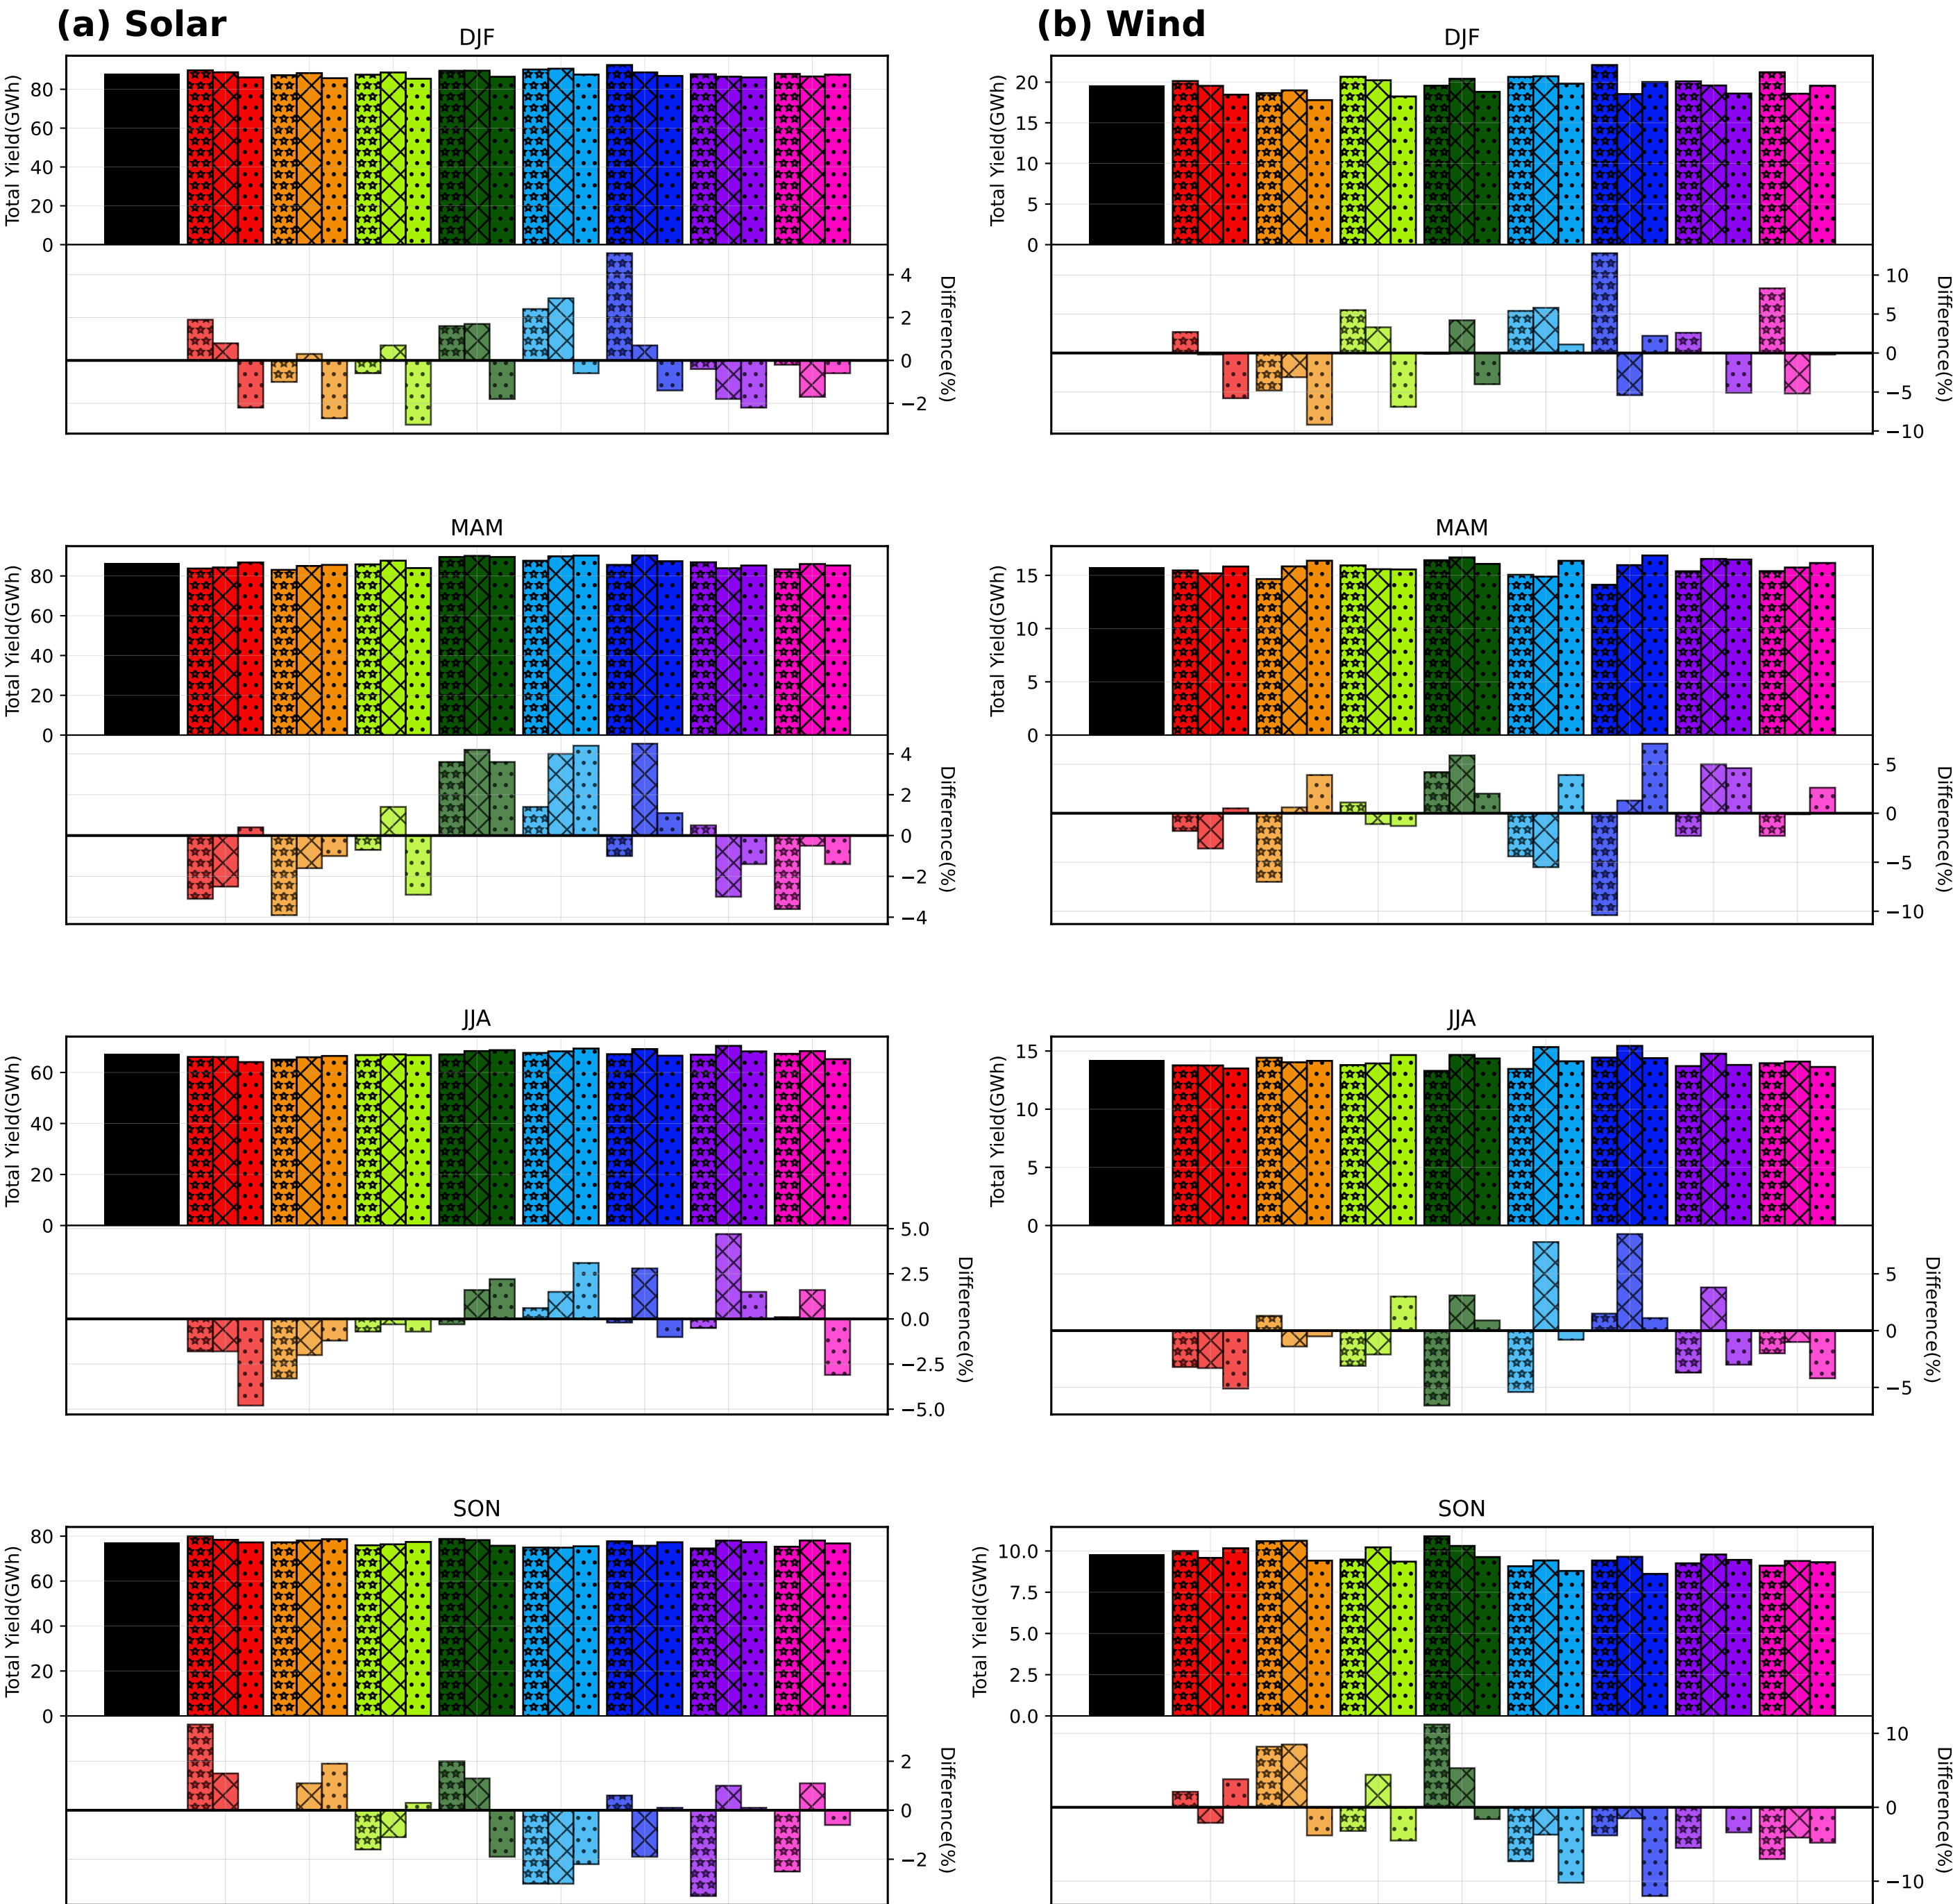 (a) Solar
(b) Wind
DJF
Total Yield(GWh)
80
60
40
20
0
4
2
0
−2
Difference(%)
DJF
Total Yield(GWh)
20
15
10
5
0
10
5
0
−5
−10
Difference(%)
MAM
Total Yield(GWh)
80
60
40
20
0
4
2
0
−2
−4
Difference(%)
MAM
Total Yield(GWh)
15
10
5
0
5
0
−5
−10
Difference(%)
JJA
Total Yield(GWh)
60
40
20
0
5.0
2.5
0.0
−2.5
−5.0
Difference(%)
JJA
Total Yield(GWh)
15
10
5
0
5
0
−5
Difference(%)
SON
Total Yield(GWh)
80
60
40
20
0
2
0
−2
Difference(%)
SON
Total Yield(GWh)
10.0
7.5
5.0
2.5
0.0
10
0
−10
Difference(%)